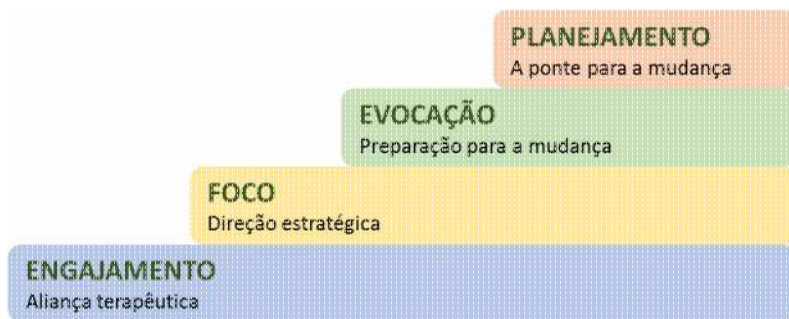 PLANEJAMENTO
A ponte para a mudança
EVOCAÇÃO
Preparação para a mudança
FOCO
Direção estratégica
ENGAJAMENTO
Aliança terapêutica